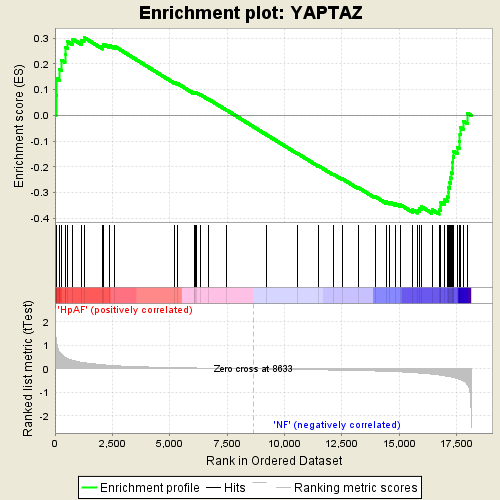 Enrichment plot: YAPTAZ
Enrichment score (ES)
0.3
0.2
0.1
0.0
-0.1
-0.2
-0.3
-0.4
'HpAF' (positively correlated)
Ranked list metric (tTest)
2
1
0
-1
-2
Zero cross at 8633
'NF' (negatively correlated)
0 2,500 5,000 7,500 10,000 12,500 15,000 17,500
Rank in Ordered Dataset
Enrichment profile Hits Ranking metric scores